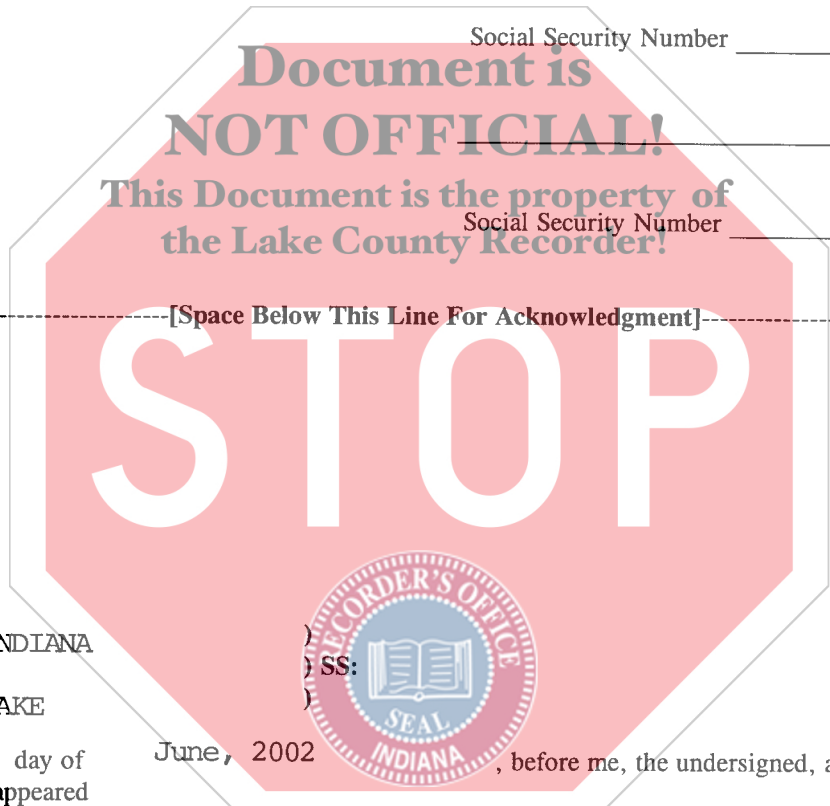 Social Security Number
Document is
NOT OFFICIAL!
This Document is the property of
the Lake County Recorder!
Social Security Number
[Space Below This Line For Acknowledgment]
STOP
NDIANA )
) SS:
AKE )
RECORDER'S OFFICE
SEAL
INDIANA
day of June, 2002 , before me, the undersigned, a
appeared